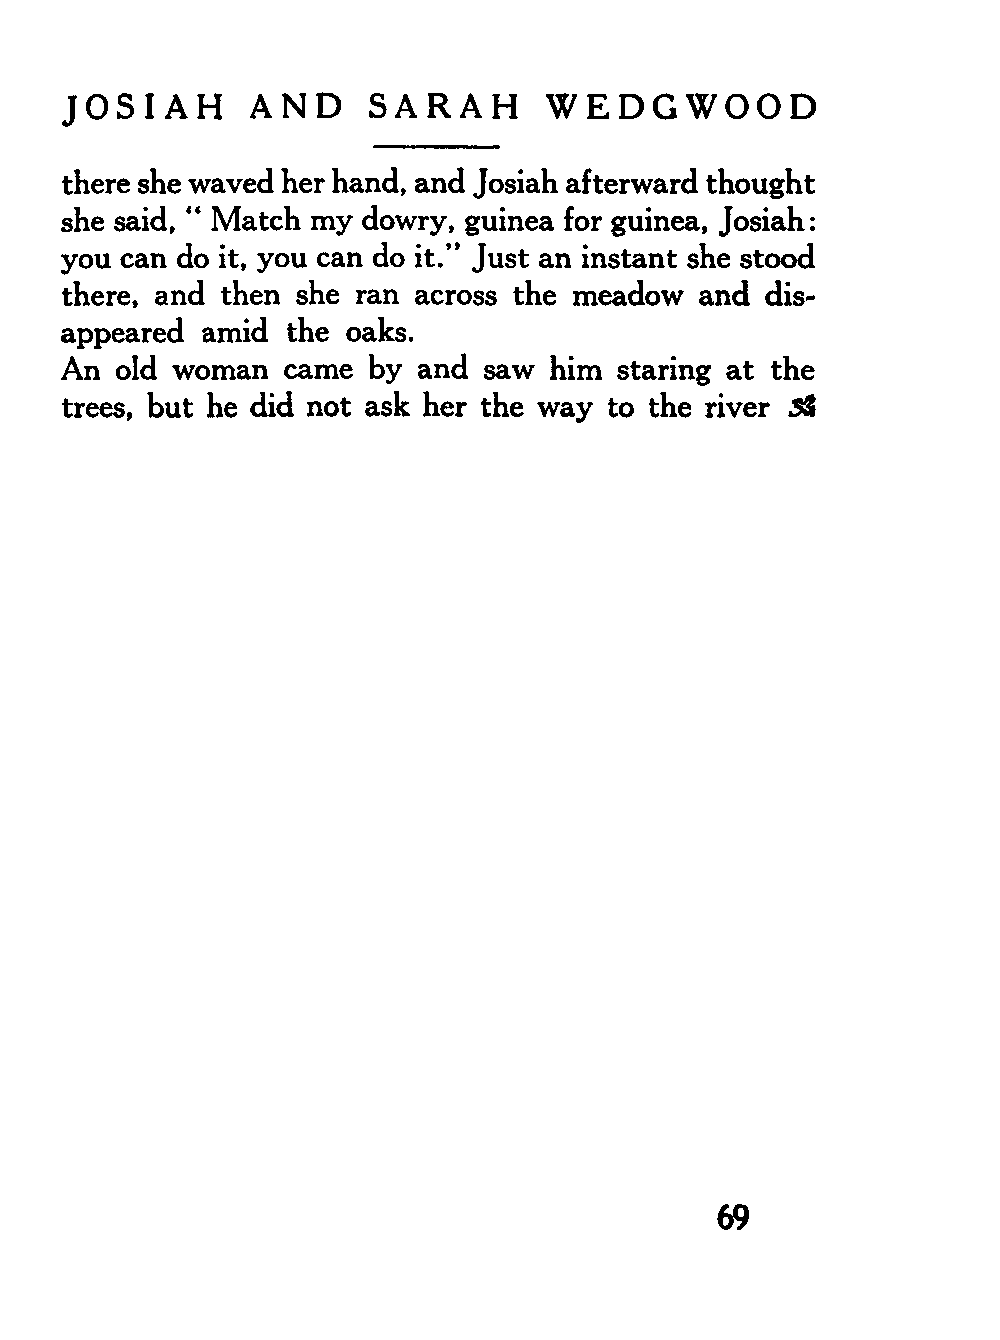 JOSIAH AND SARAH WEDGWOOD
there she waved her hand, and Josiah afterward thought
she said, “ Match my dowry, guinea for guinea, Josiah:
you can do it, you can do it.” Just an instant she stood
there, and then she ran across the meadow and dis-
appeared amid the oaks.
An old woman came by and saw him staring at the
trees, but he did not ask her the way to the river
69